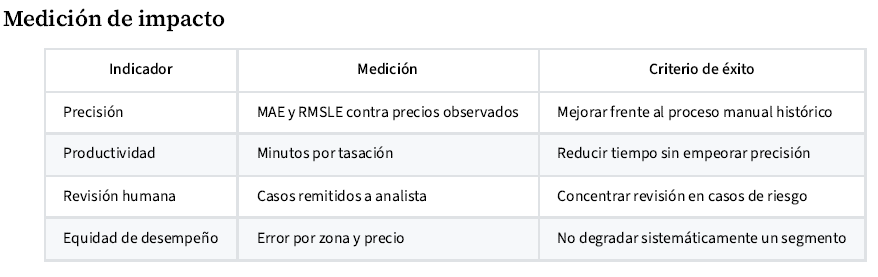 Medición de impacto
Indicador Medición Criterio de éxito
Precisión MAE y RMSLE contra precios observados Mejorar frente al proceso manual histórico
Productividad Minutos por tasación Reducir tiempo sin empeorar precisión
Revisión humana Casos remitidos a analista Concentrar revisión en casos de riesgo
Equidad de desempeño Error por zona y precio No degradar sistemáticamente un segmento